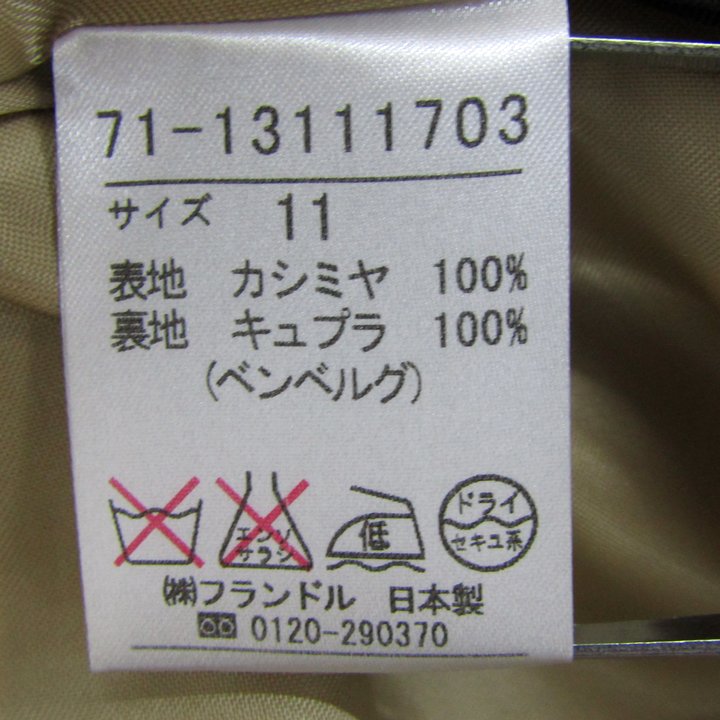 71-13111703
サイズ 11
表地 カシミヤ 100%
裏地 キュプラ 100%
(ベンベルグ)
エンソ サラシ 低 ドライ セキユ系
㈱フランドル 日本製
0120-290370